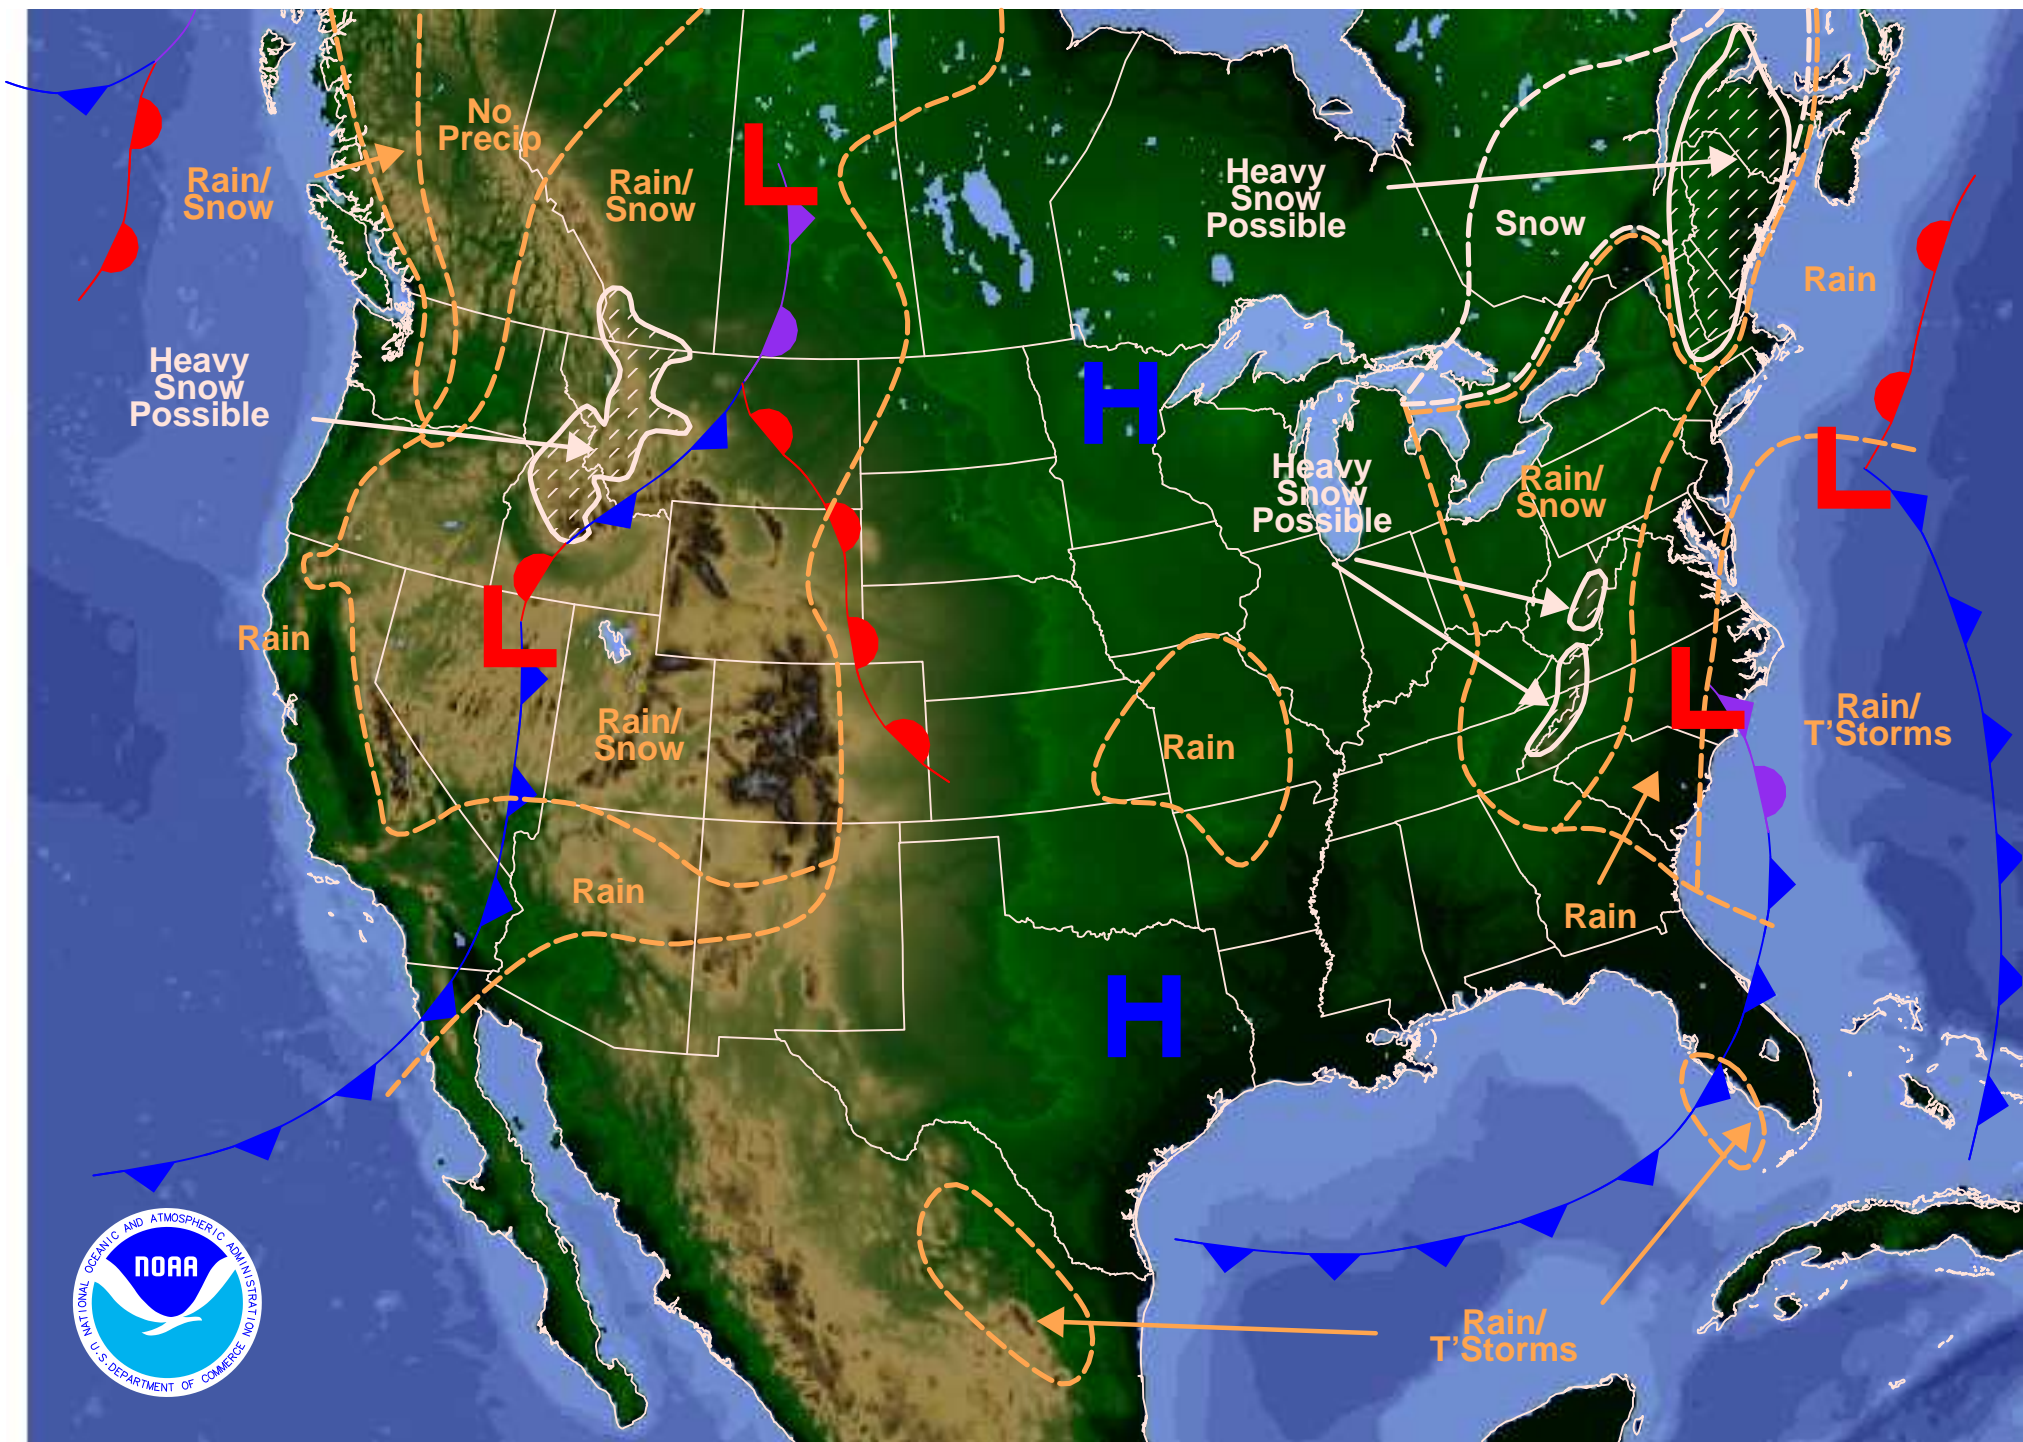 No
Precip
Rain/
Snow
Rain/
Snow
L
Heavy
Snow
Possible
Snow
Rain
Heavy
Snow
Possible
H
Heavy
Snow
Possible
Rain/
Snow
L
Rain
L
Rain/
Snow
Rain
L
Rain/
T'Storms
Rain
Rain
H
Rain/
T'Storms
NATIONAL OCEANIC AND ATMOSPHERIC ADMINISTRATION
NOAA
U.S. DEPARTMENT OF COMMERCE